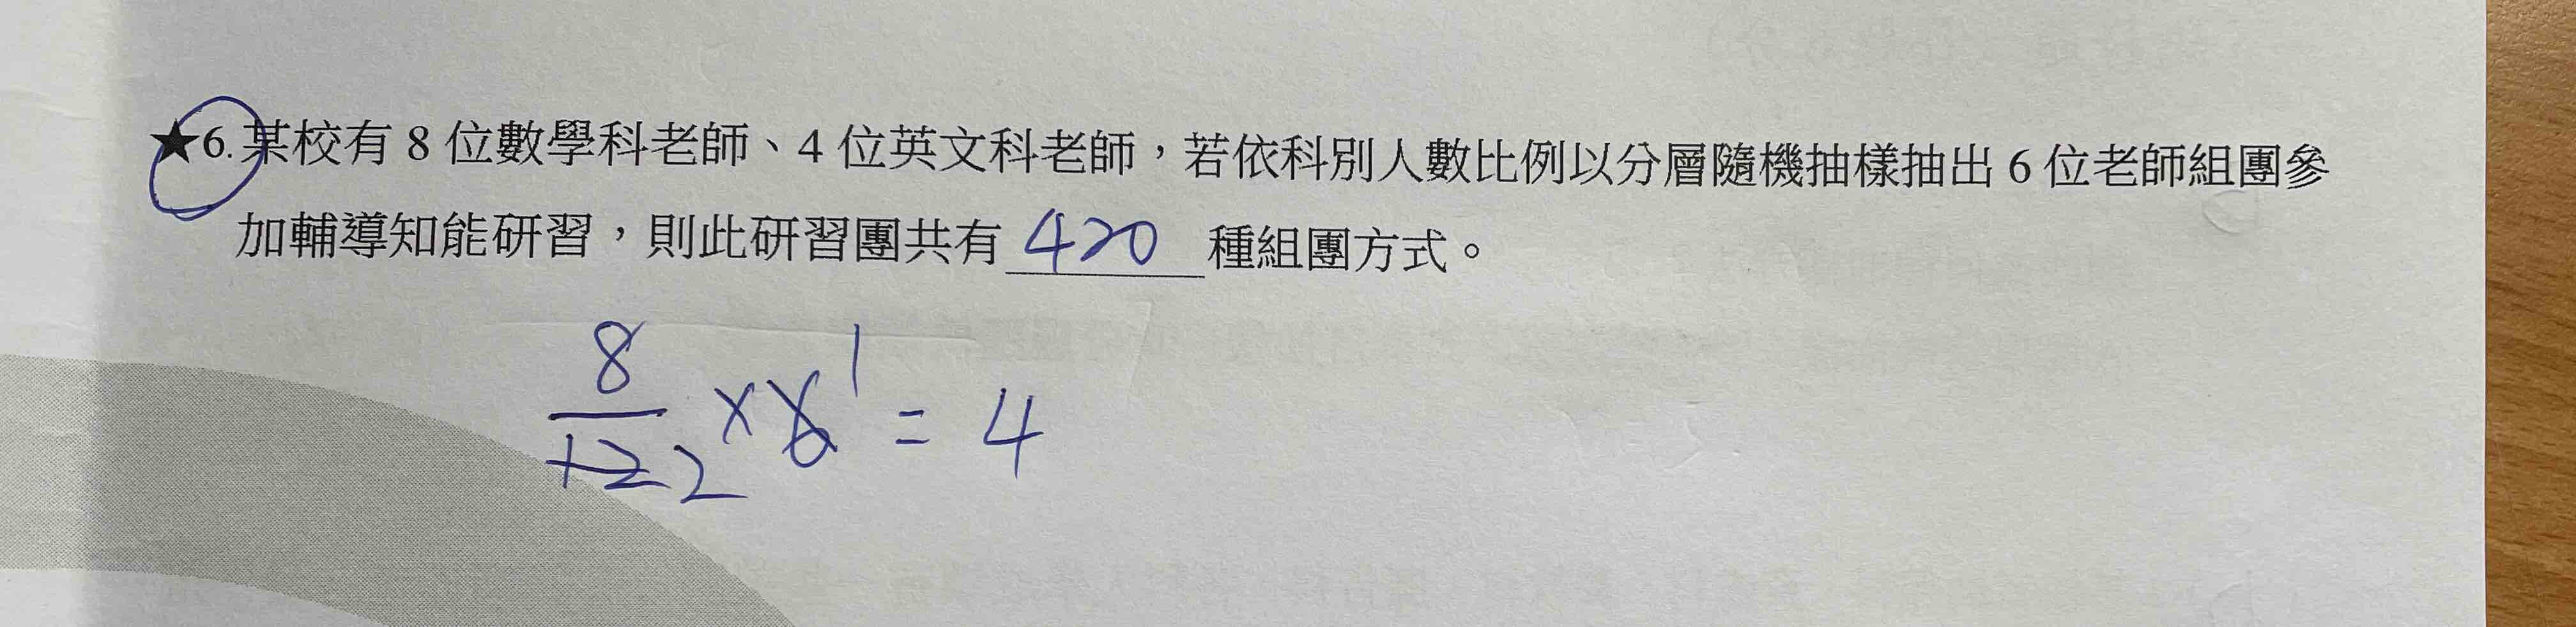 ★6.某校有 8 位數學科老師、4 位英文科老師，若依科別人數比例以分層隨機抽樣抽出 6 位老師組團參
加輔導知能研習，則此研習團共有 420 種組團方式。
8/12 2 × 6 1 = 4